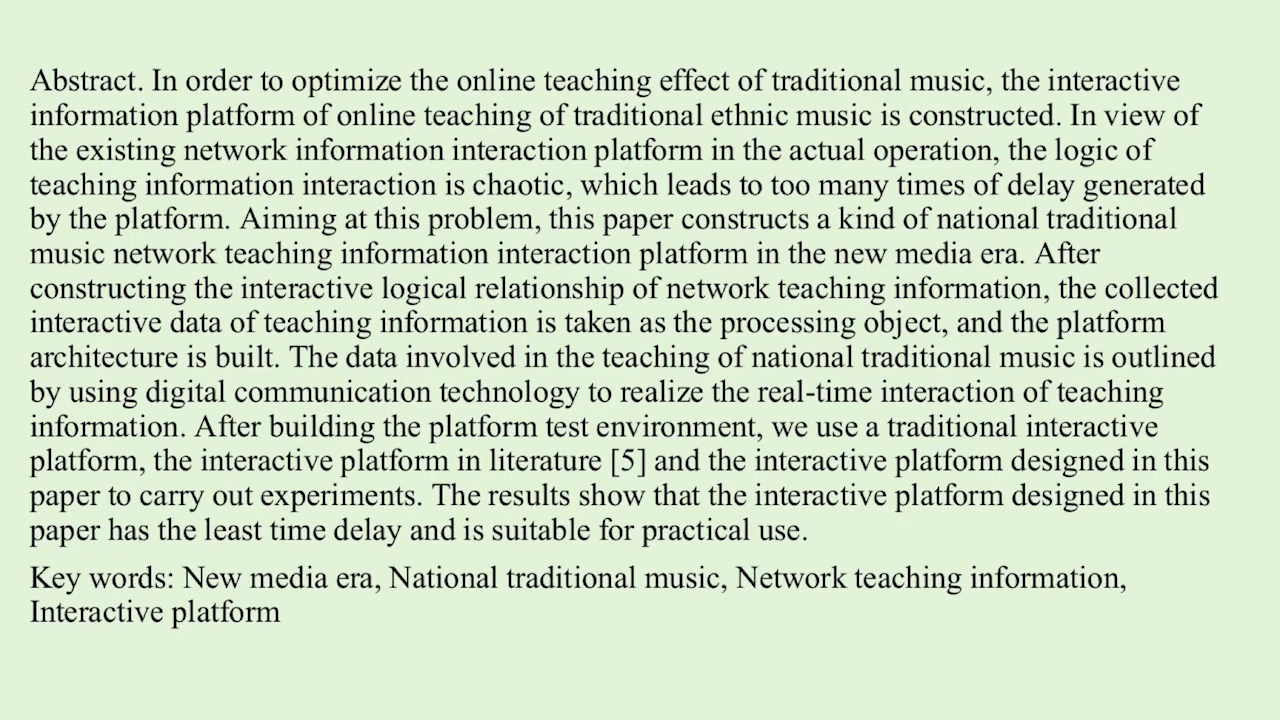 Abstract. In order to optimize the online teaching effect of traditional music, the interactive
information platform of online teaching of traditional ethnic music is constructed. In view of
the existing network information interaction platform in the actual operation, the logic of
teaching information interaction is chaotic, which leads to too many times of delay generated
by the platform. Aiming at this problem, this paper constructs a kind of national traditional
music network teaching information interaction platform in the new media era. After
constructing the interactive logical relationship of network teaching information, the collected
interactive data of teaching information is taken as the processing object, and the platform
architecture is built. The data involved in the teaching of national traditional music is outlined
by using digital communication technology to realize the real-time interaction of teaching
information. After building the platform test environment, we use a traditional interactive
platform, the interactive platform in literature [5] and the interactive platform designed in this
paper to carry out experiments. The results show that the interactive platform designed in this
paper has the least time delay and is suitable for practical use.
Key words: New media era, National traditional music, Network teaching information,
Interactive platform